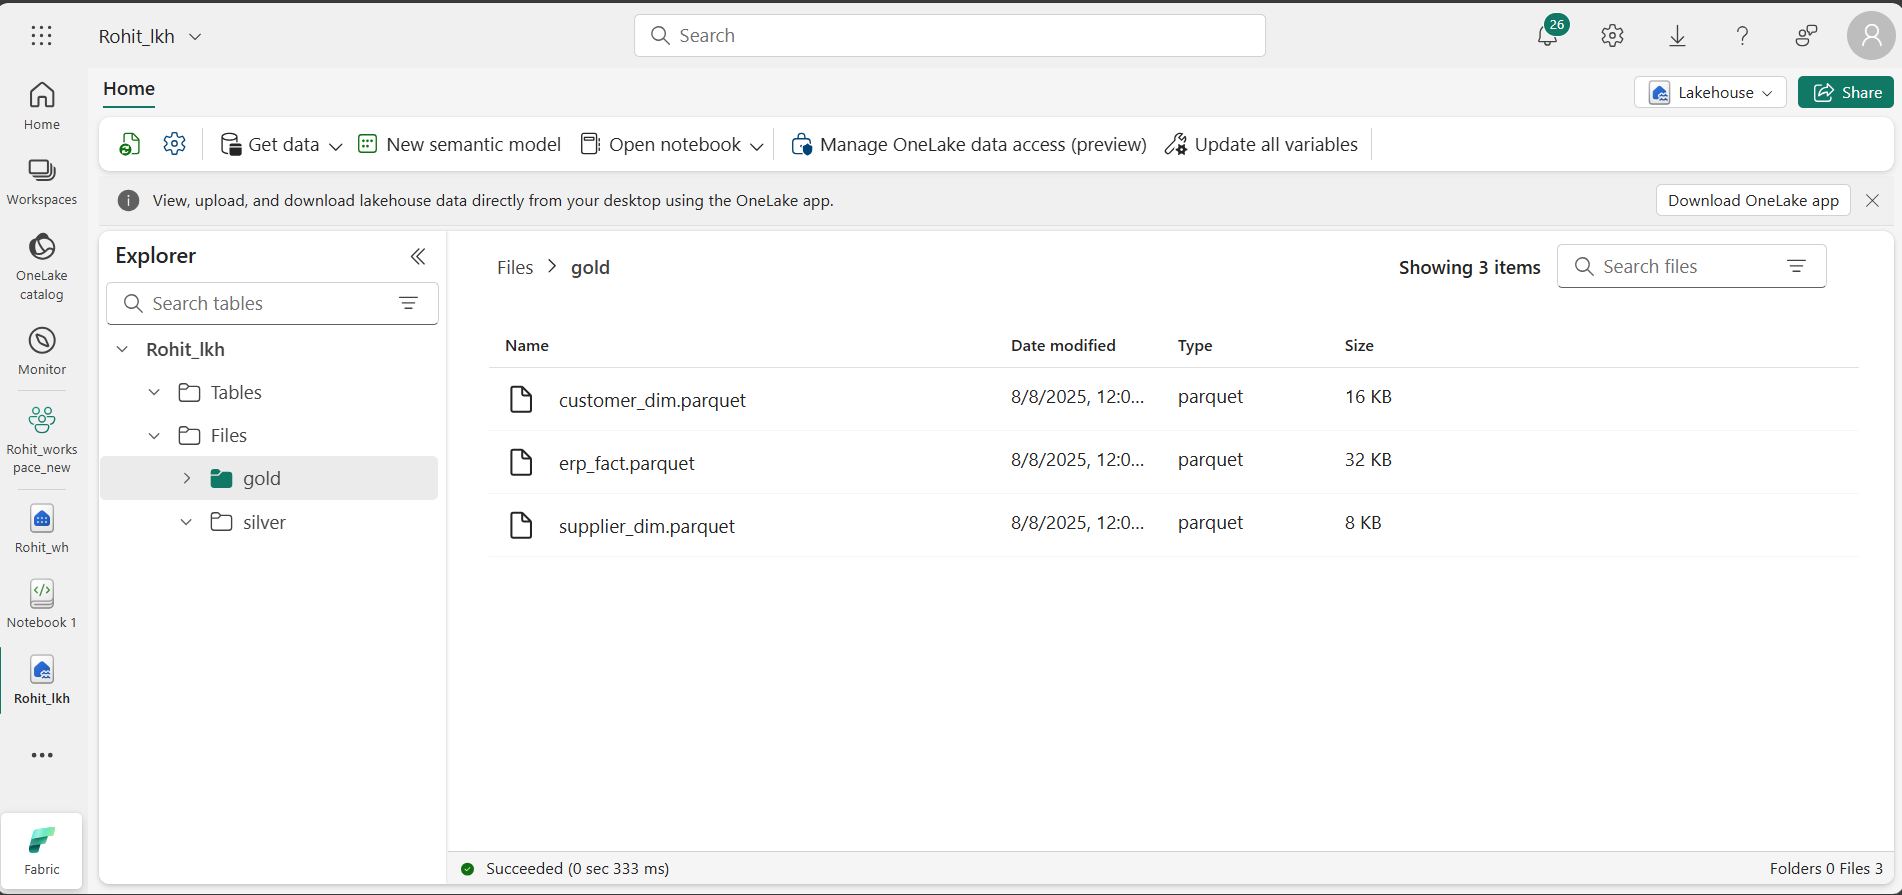 Rohit_lkh
Search
26
Home
Lakehouse
Share
Get data
New semantic model
Open notebook
Manage OneLake data access (preview)
Update all variables
View, upload, and download lakehouse data directly from your desktop using the OneLake app.
Download OneLake app
Home
Workspaces
OneLake
catalog
Monitor
Rohit_works
pace_new
Rohit_wh
Notebook 1
Rohit_lkh
Fabric
Explorer
Search tables
Rohit_lkh
Tables
Files
gold
silver
Files > gold
Showing 3 items
Search files
Name Date modified Type Size
customer_dim.parquet 8/8/2025, 12:0... parquet 16 KB
erp_fact.parquet 8/8/2025, 12:0... parquet 32 KB
supplier_dim.parquet 8/8/2025, 12:0... parquet 8 KB
Succeeded (0 sec 333 ms)
Folders 0 Files 3